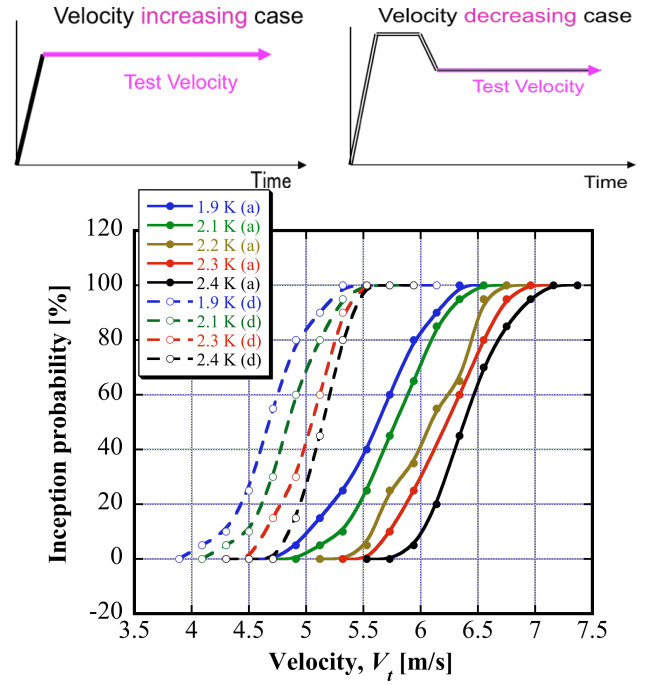 Velocity increasing case
Test Velocity
Time
Velocity decreasing case
Test Velocity
Time
1.9 K (a)
2.1 K (a)
2.2 K (a)
2.3 K (a)
2.4 K (a)
1.9 K (d)
2.1 K (d)
2.3 K (d)
2.4 K (d)
Inception probability [%]
120
100
80
60
40
20
0
-20
3.5 4 4.5 5 5.5 6 6.5 7 7.5
Velocity, Vt [m/s]